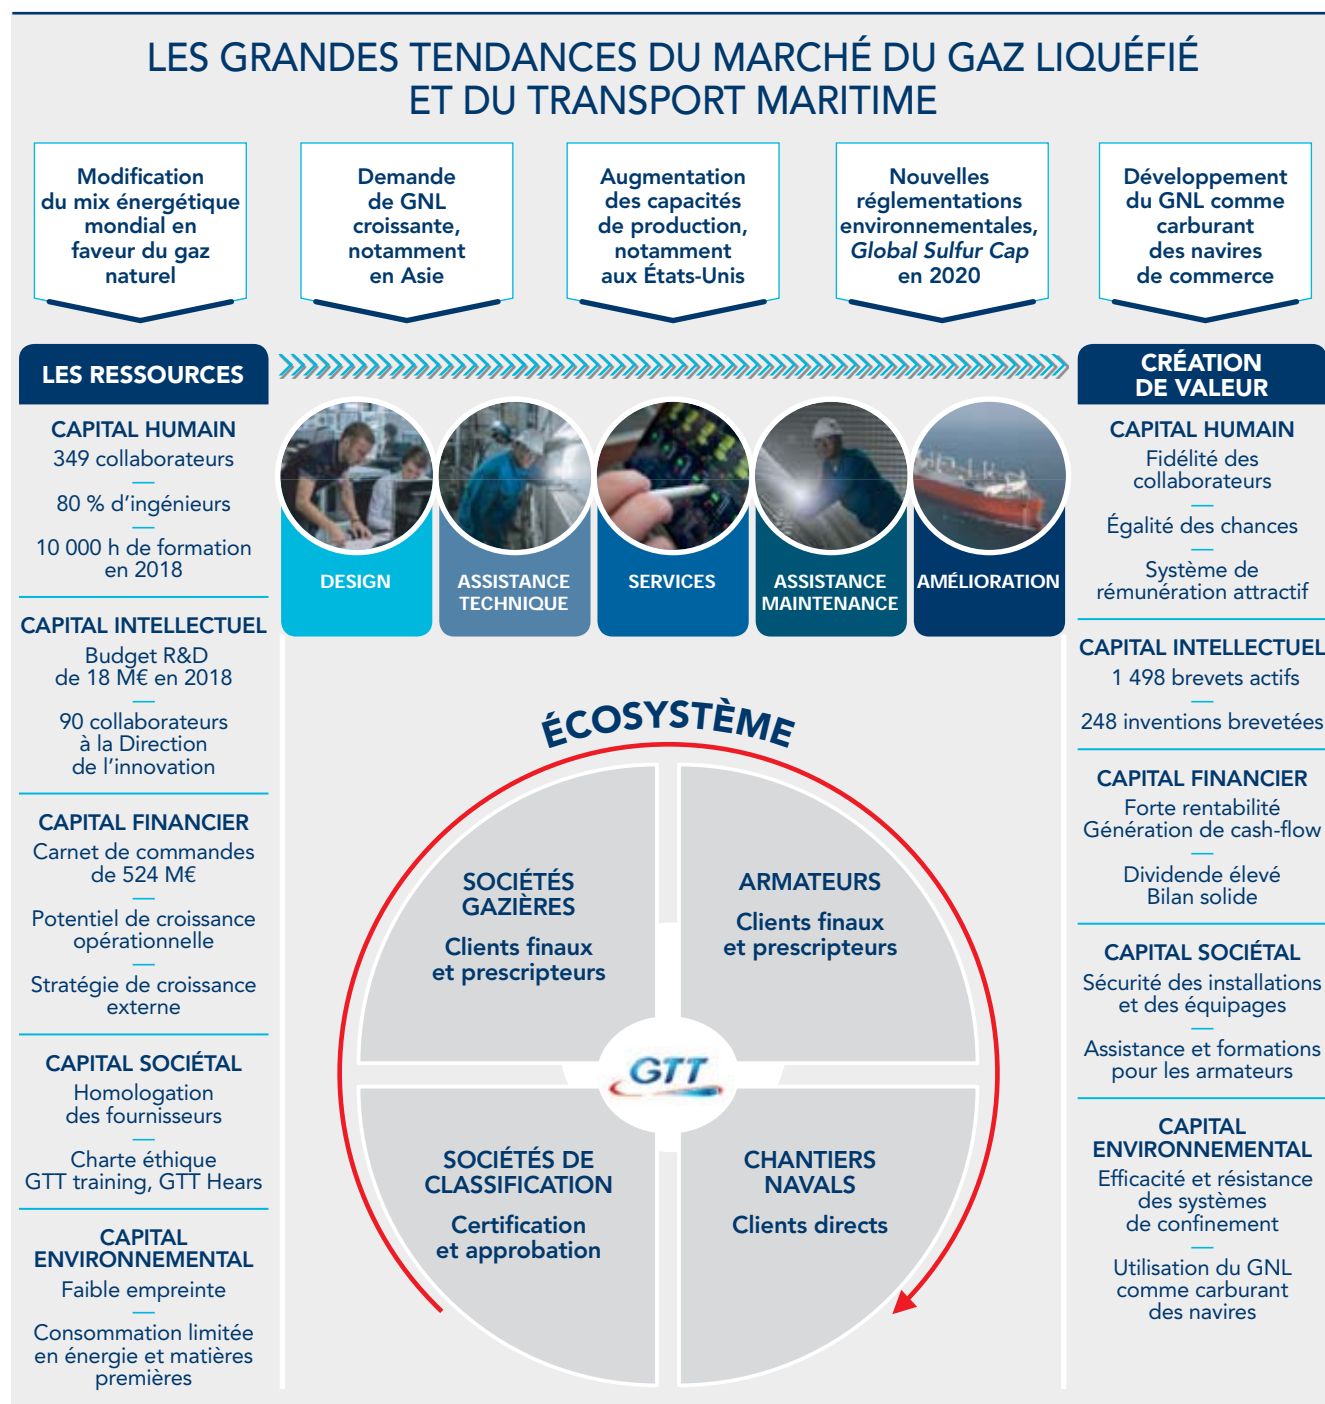 LES GRANDES TENDANCES DU MARCHÉ DU GAZ LIQUÉFIÉ
ET DU TRANSPORT MARITIME
Modification
du mix énergétique
mondial en
faveur du gaz
naturel
Demande
de GNL
croissante,
notamment
en Asie
Augmentation
des capacités
de production,
notamment
aux États-Unis
Nouvelles
réglementations
environnementales,
Global Sulfur Cap
en 2020
Développement
du GNL comme
carburant
des navires
de commerce
LES RESSOURCES
CAPITAL HUMAIN
349 collaborateurs
80 % d'ingénieurs
10 000 h de formation
en 2018
CAPITAL INTELLECTUEL
Budget R&D
de 18 M€ en 2018
90 collaborateurs
à la Direction
de l'innovation
CAPITAL FINANCIER
Carnet de commandes
de 524 M€
Potentiel de croissance
opérationnelle
Stratégie de croissance
externe
CAPITAL SOCIÉTAL
Homologation
des fournisseurs
Charte éthique
GTT training, GTT Hears
CAPITAL
ENVIRONNEMENTAL
Faible empreinte
Consommation limitée
en énergie et matières
premières
DESIGN
ASSISTANCE
TECHNIQUE
SERVICES
ASSISTANCE
MAINTENANCE
AMÉLIORATION
ÉCOSYSTÈME
SOCIÉTÉS
GAZIÈRES
Clients finaux
et prescripteurs
ARMATEURS
Clients finaux
et prescripteurs
GTT
SOCIÉTÉS DE
CLASSIFICATION
Certification
et approbation
CHANTIERS
NAVALS
Clients directs
CRÉATION
DE VALEUR
CAPITAL HUMAIN
Fidélité des
collaborateurs
Égalité des chances
Système de
rémunération attractif
CAPITAL INTELLECTUEL
1 498 brevets actifs
248 inventions brevetées
CAPITAL FINANCIER
Forte rentabilité
Génération de cash-flow
Dividende élevé
Bilan solide
CAPITAL SOCIÉTAL
Sécurité des installations
et des équipages
Assistance et formations
pour les armateurs
CAPITAL
ENVIRONNEMENTAL
Efficacité et résistance
des systèmes
de confinement
Utilisation du GNL
comme carburant
des navires